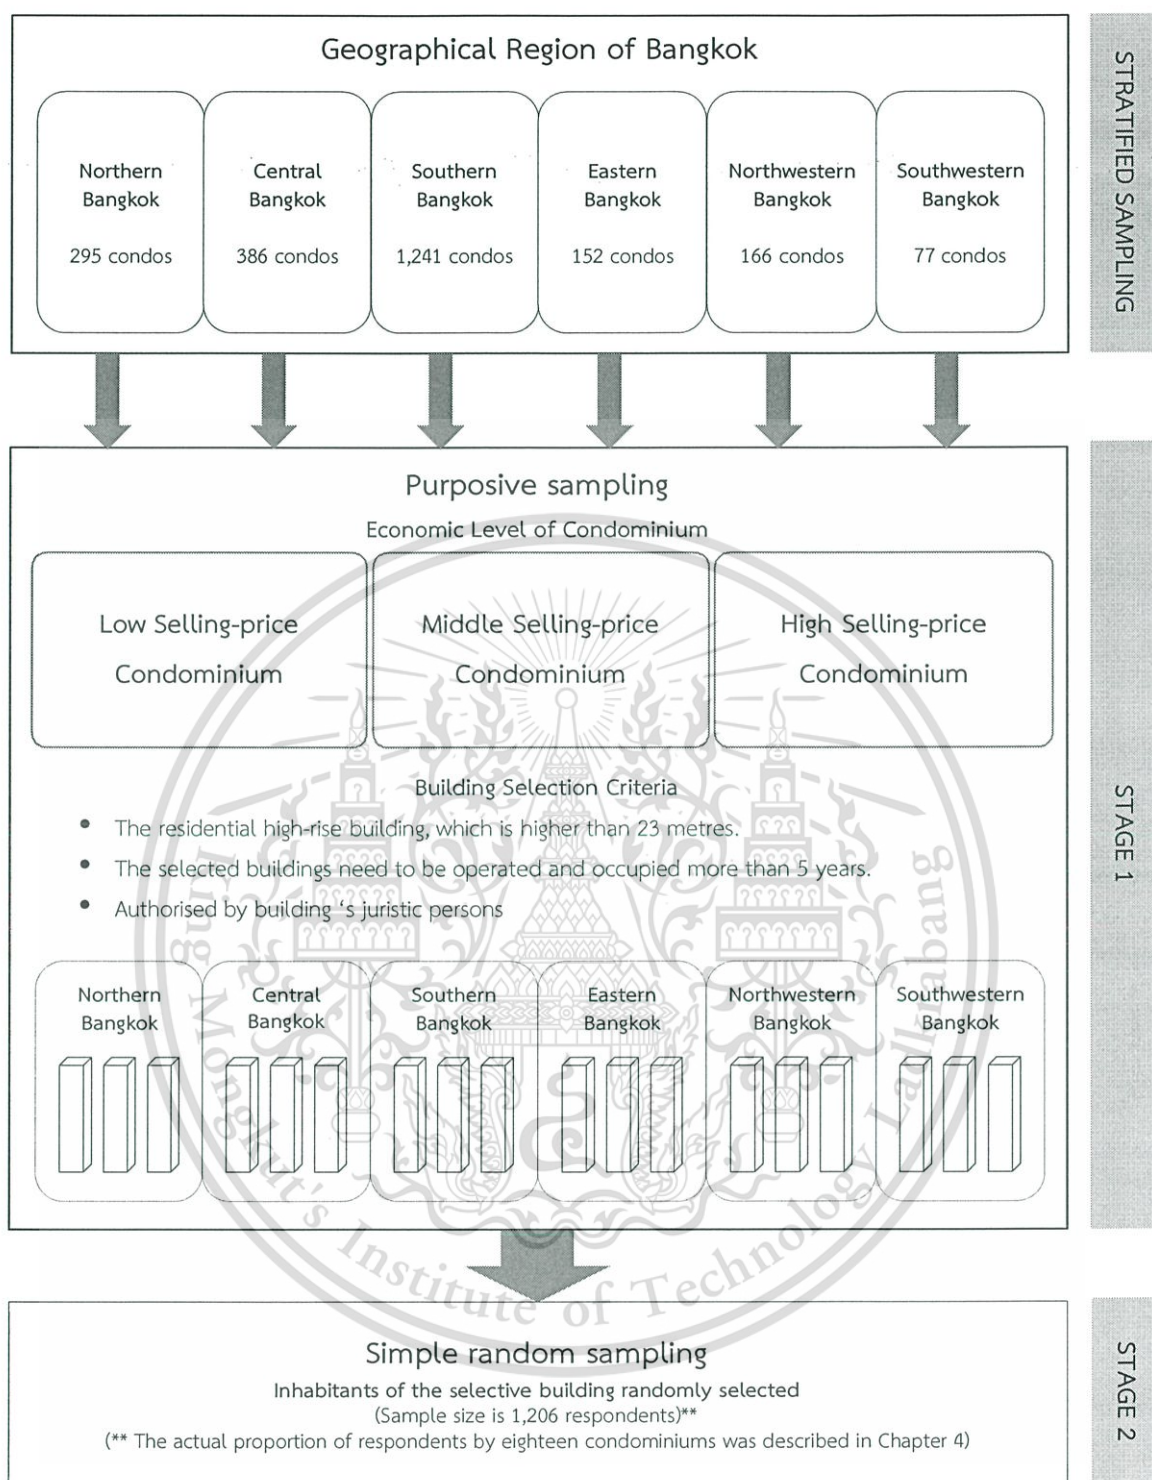 Geographical Region of Bangkok
Northern
Bangkok
295 condos
Central
Bangkok
386 condos
Southern
Bangkok
1,241 condos
Eastern
Bangkok
152 condos
Northwestern
Bangkok
166 condos
Southwestern
Bangkok
77 condos
STRATIFIED SAMPLING
Purposive sampling
Economic Level of Condominium
Low Selling-price
Condominium
Middle Selling-price
Condominium
High Selling-price
Condominium
Building Selection Criteria
• The residential high-rise building, which is higher than 23 metres.
• The selected buildings need to be operated and occupied more than 5 years.
• Authorised by building 's juristic persons
Northern
Bangkok
Central
Bangkok
Southern
Bangkok
Eastern
Bangkok
Northwestern
Bangkok
Southwestern
Bangkok
STAGE 1
Simple random sampling
Inhabitants of the selective building randomly selected
(Sample size is 1,206 respondents)**
(** The actual proportion of respondents by eighteen condominiums was described in Chapter 4)
STAGE 2
King Mongkut's Institute of Technology Ladkrabang